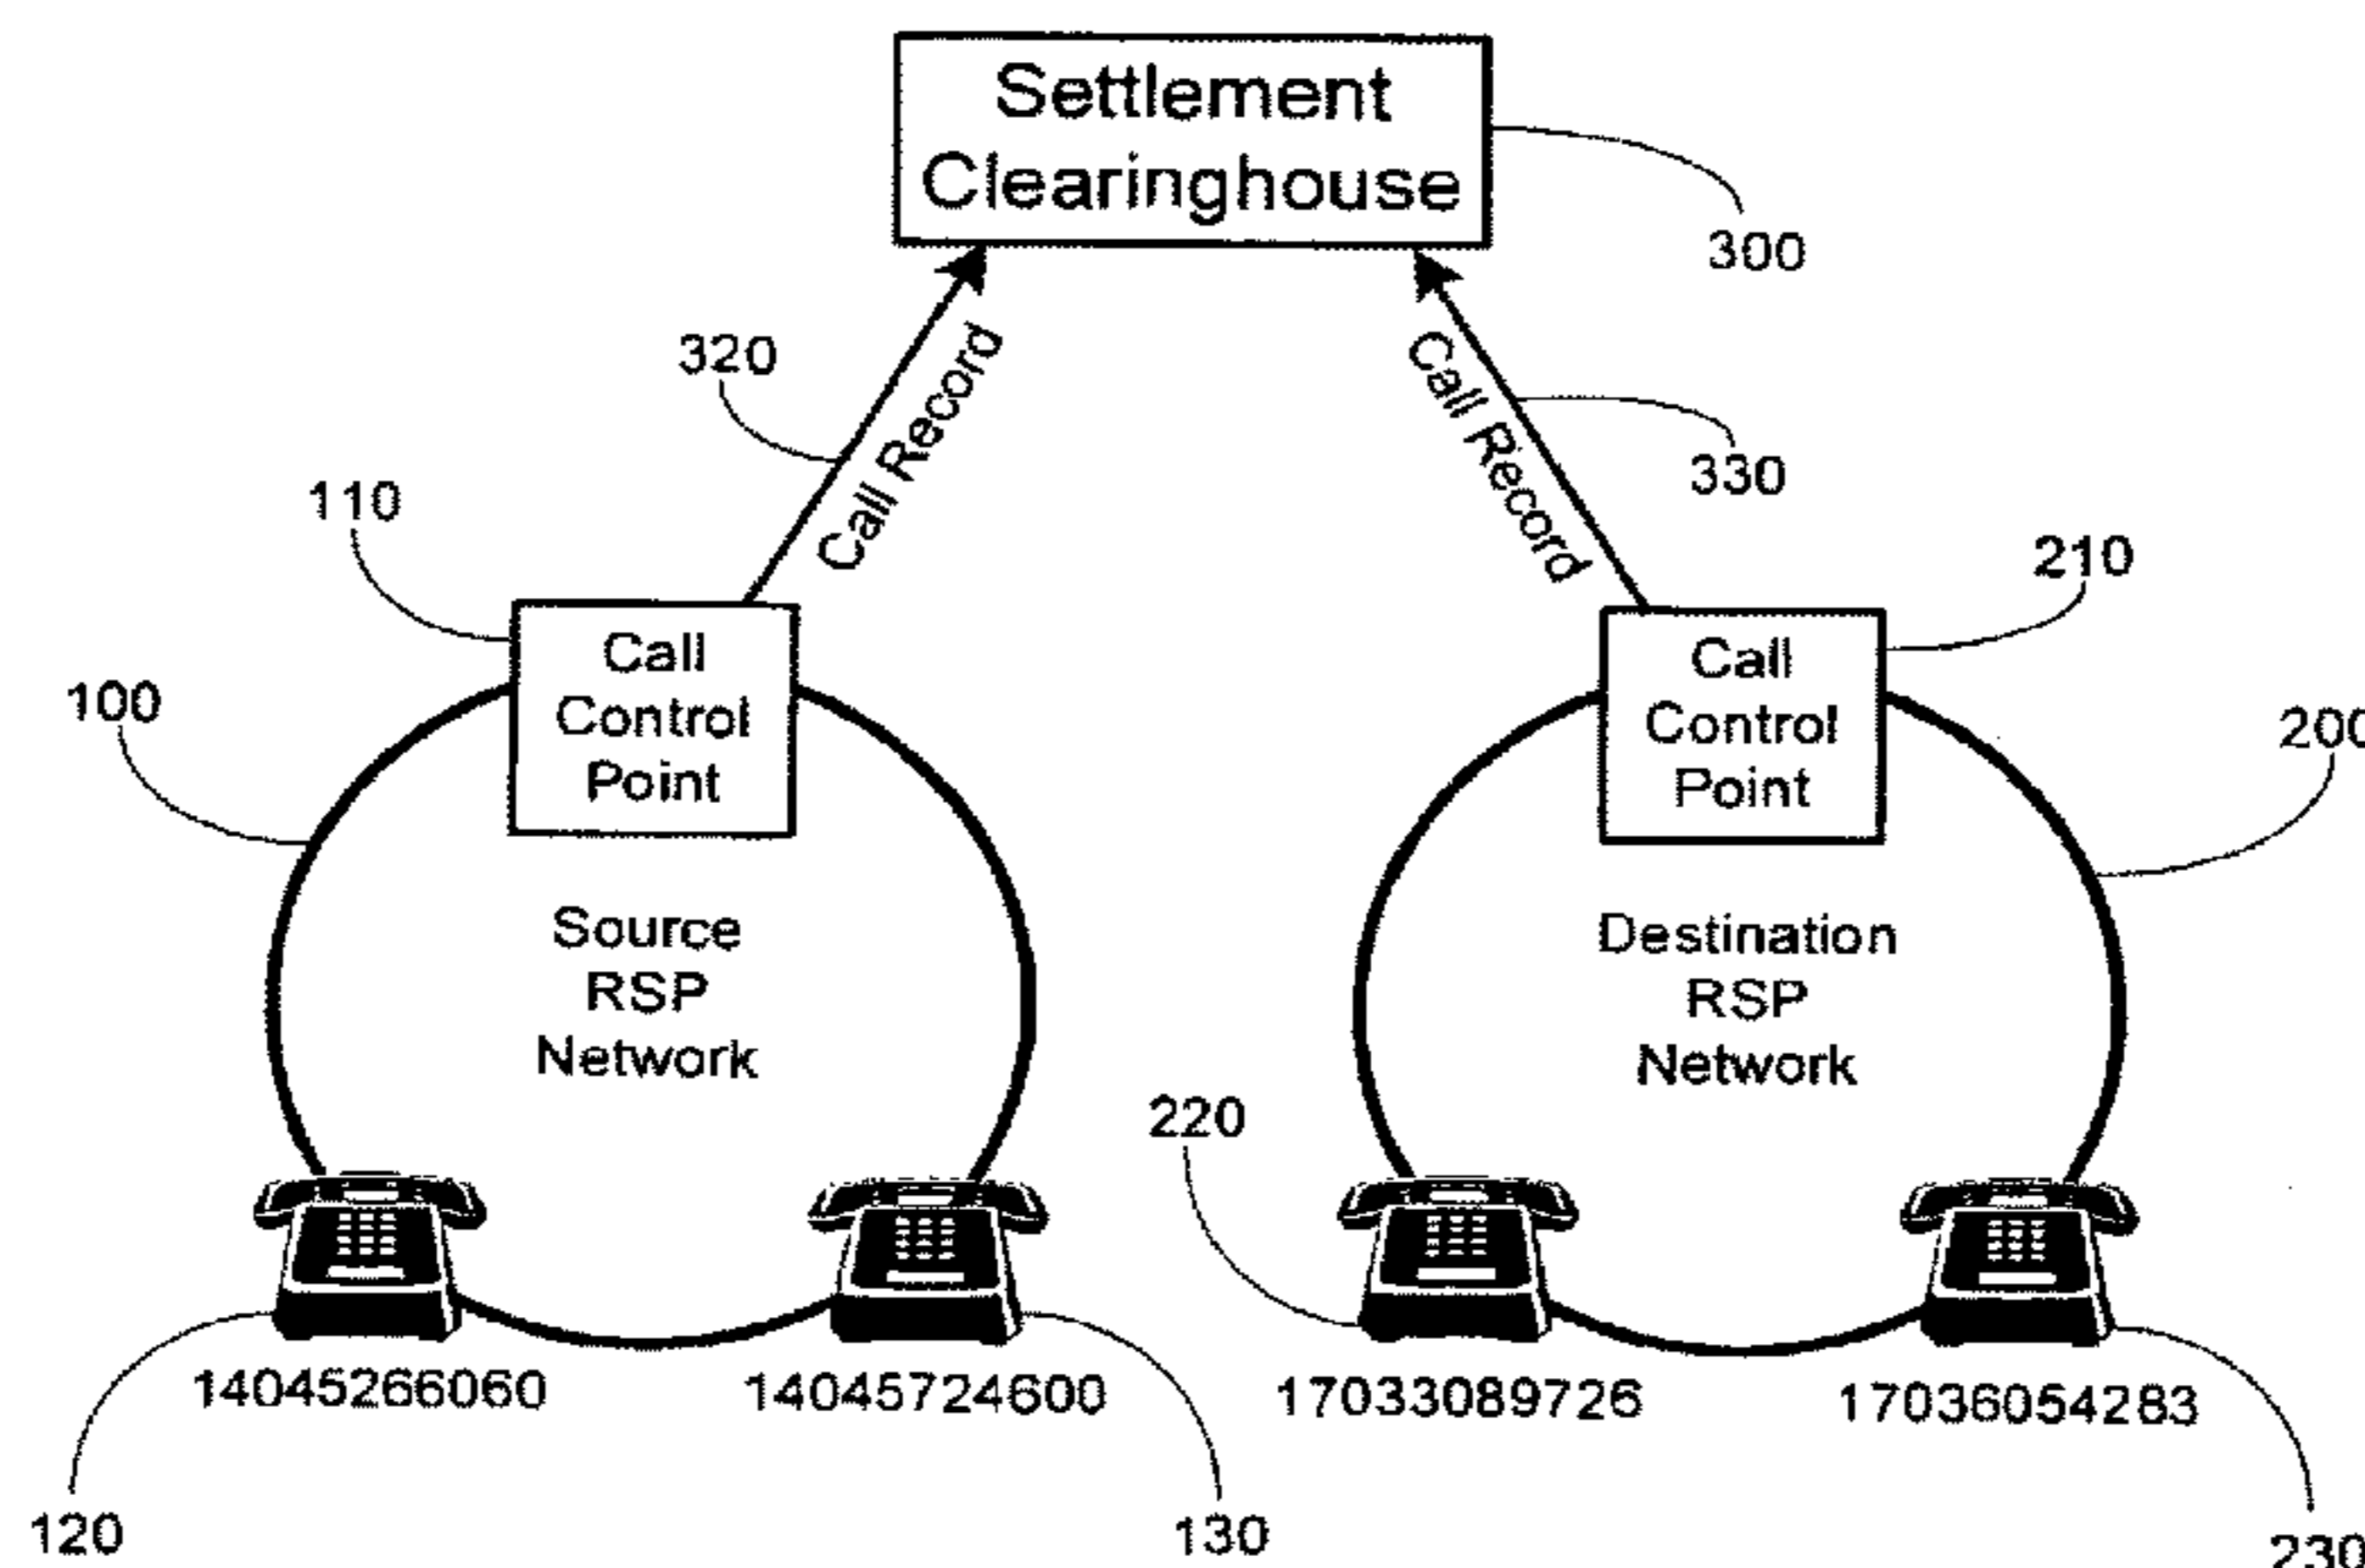 Settlement
Clearinghouse
300
320
Call Record
Call Record
330
110
210
Call
Control
Point
Call
Control
Point
100
200
Source
RSP
Network
Destination
RSP
Network
220
14045266060
14045724600
17033089726
17036054283
120
130
230